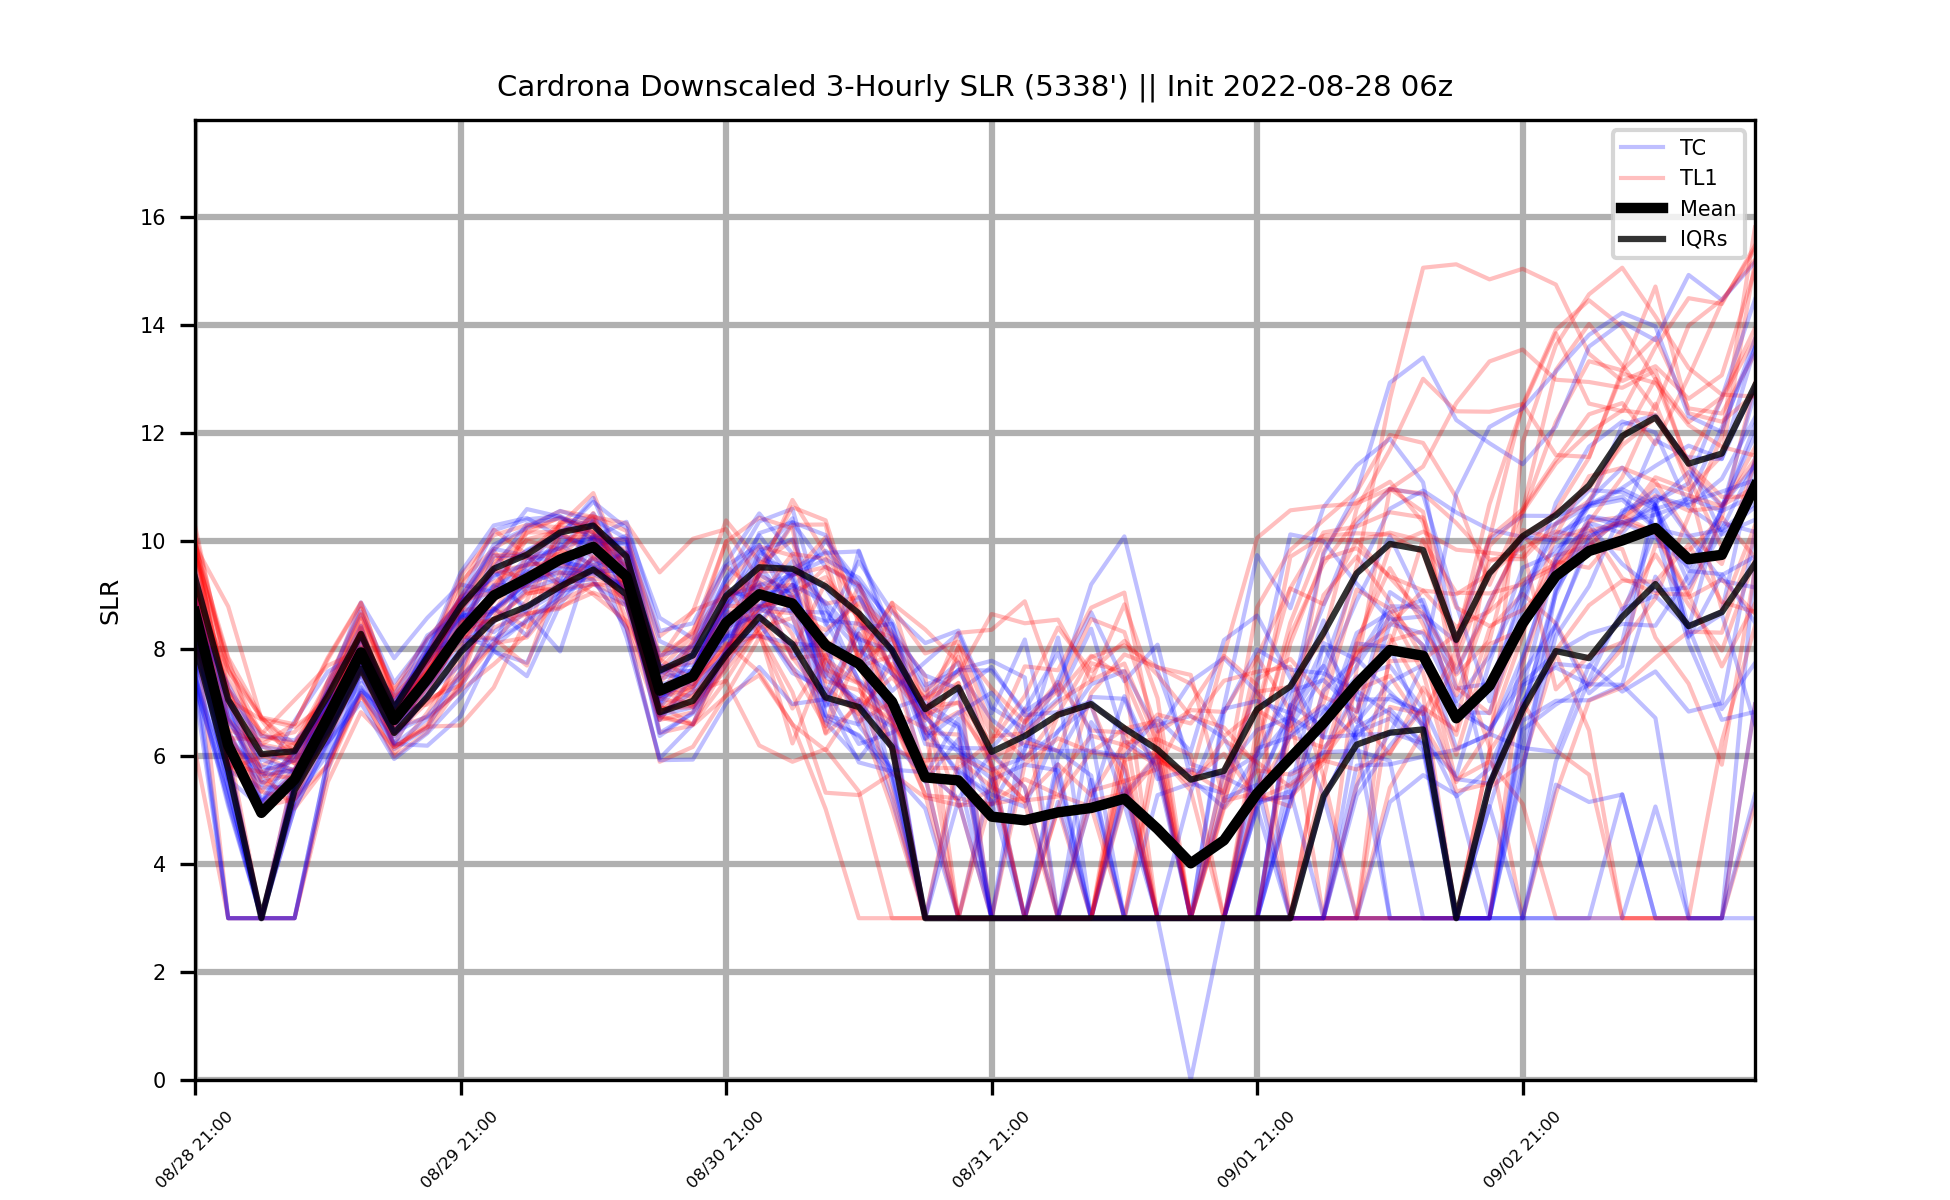 Cardrona Downscaled 3-Hourly SLR (5338') || Init 2022-08-28 06z
TC
TL1
Mean
IQRs
SLR
16
14
12
10
8
6
4
2
0
08/28 21:00
08/29 21:00
08/30 21:00
08/31 21:00
09/01 21:00
09/02 21:00